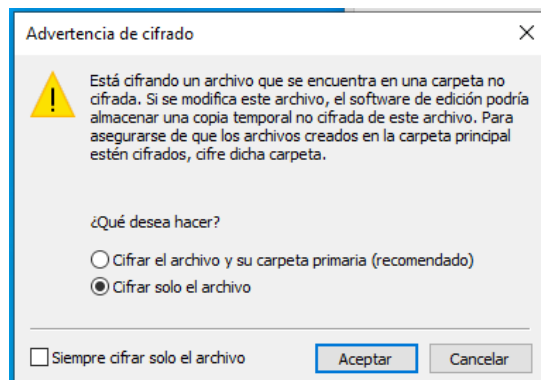 Advertencia de cifrado
Está cifrando un archivo que se encuentra en una carpeta no
cifrada. Si se modifica este archivo, el software de edición podría
almacenar una copia temporal no cifrada de este archivo. Para
asegurarse de que los archivos creados en la carpeta principal
estén cifrados, cifre dicha carpeta.
¿Qué desea hacer?
Cifrar el archivo y su carpeta primaria (recomendado)
Cifrar solo el archivo
Siempre cifrar solo el archivo
Aceptar
Cancelar